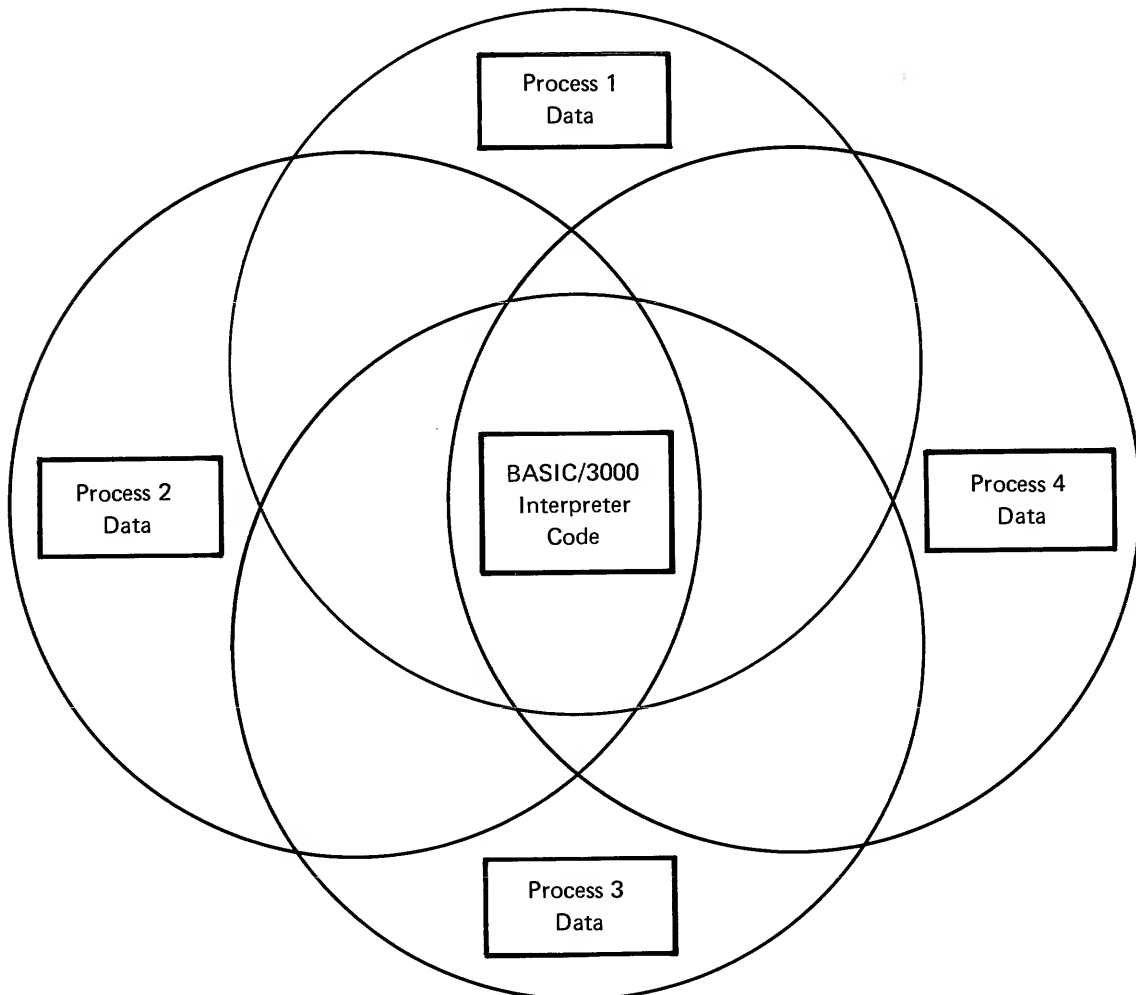 Process 1
Data
Process 2
Data
BASIC/3000
Interpreter
Code
Process 4
Data
Process 3
Data